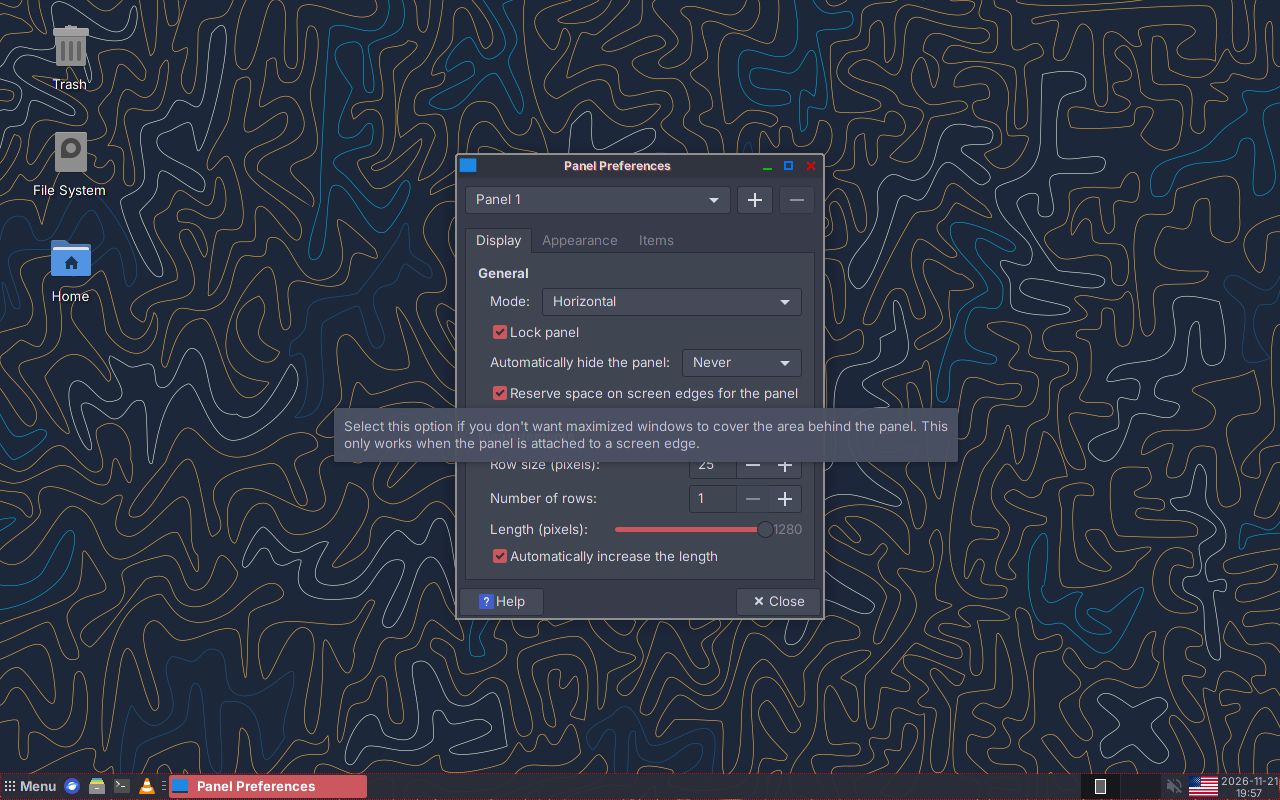 Trash
File System
Home
Panel Preferences
Panel 1
Display
Appearance
Items
General
Mode:
Horizontal
Lock panel
Automatically hide the panel:
Never
Reserve space on screen edges for the panel
Select this option if you don't want maximized windows to cover the area behind the panel. This
only works when the panel is attached to a screen edge.
Row size (pixels):
25
Number of rows:
1
Length (pixels):
1280
Automatically increase the length
? Help
Close
Menu
Panel Preferences
2026-11-21
19:57